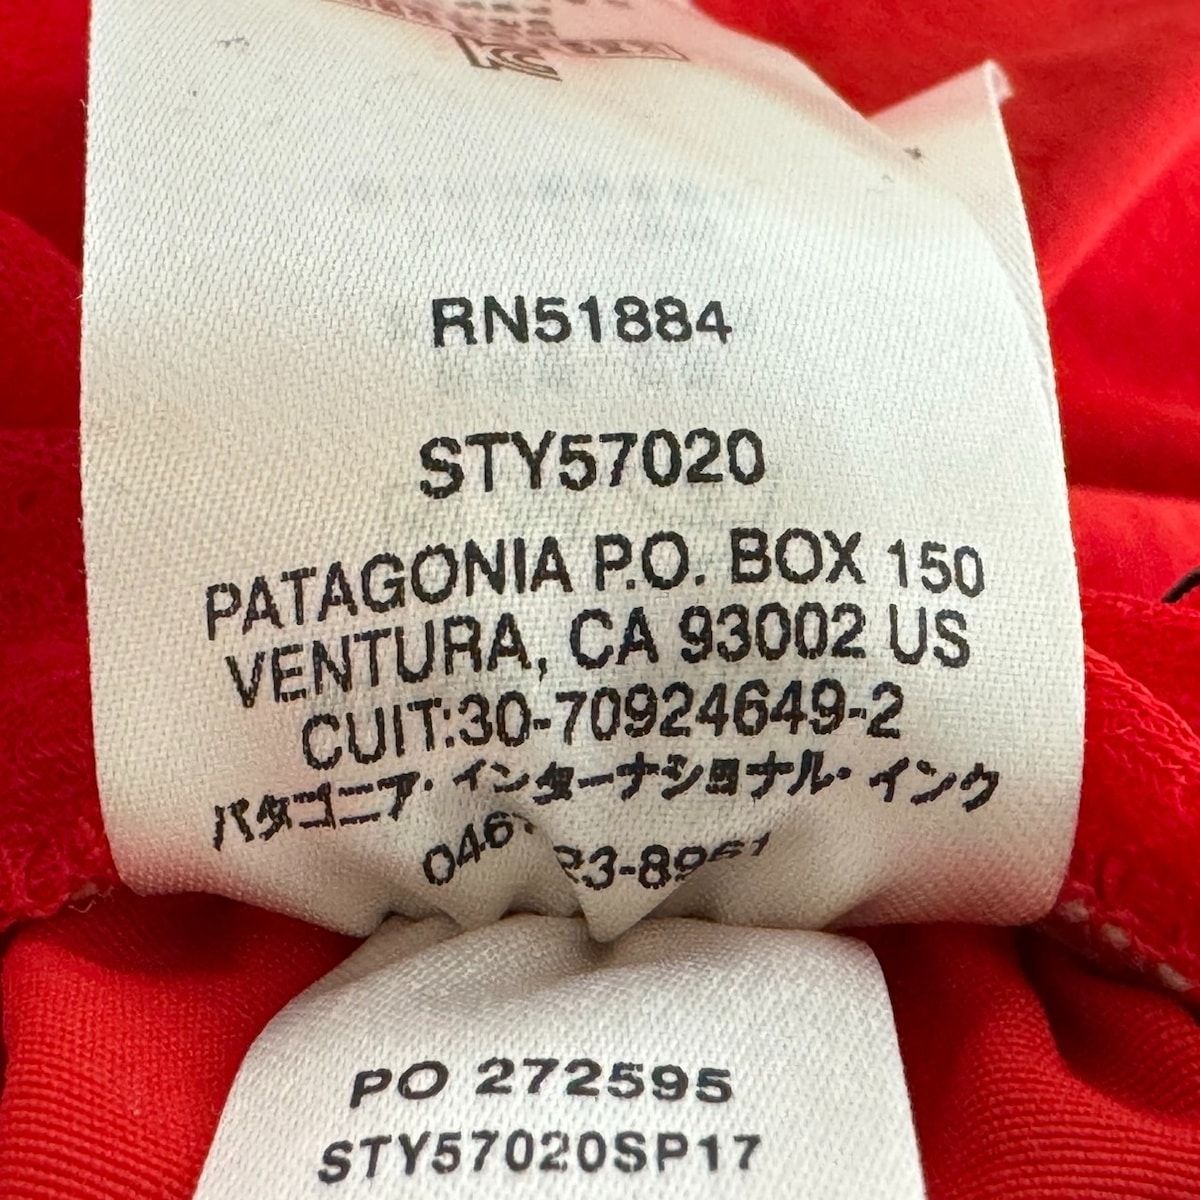 RN51884
STY57020
PATAGONIA P.O. BOX 150
VENTURA, CA 93002 US
CUIT:30-70924649-2
パタゴニア・インターナショナル・インク
PO 272595
STY57020SP17